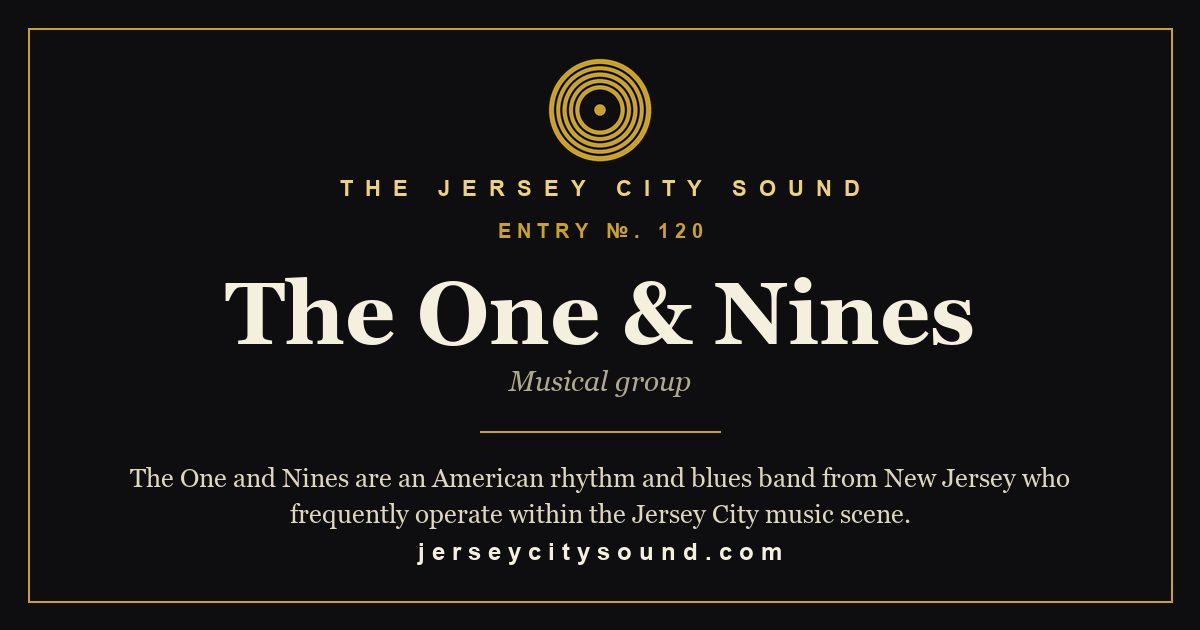 THE JERSEY CITY SOUND
ENTRY №. 120
The One & Nines
Musical group
The One and Nines are an American rhythm and blues band from New Jersey who
frequently operate within the Jersey City music scene.
jerseycitysound.com